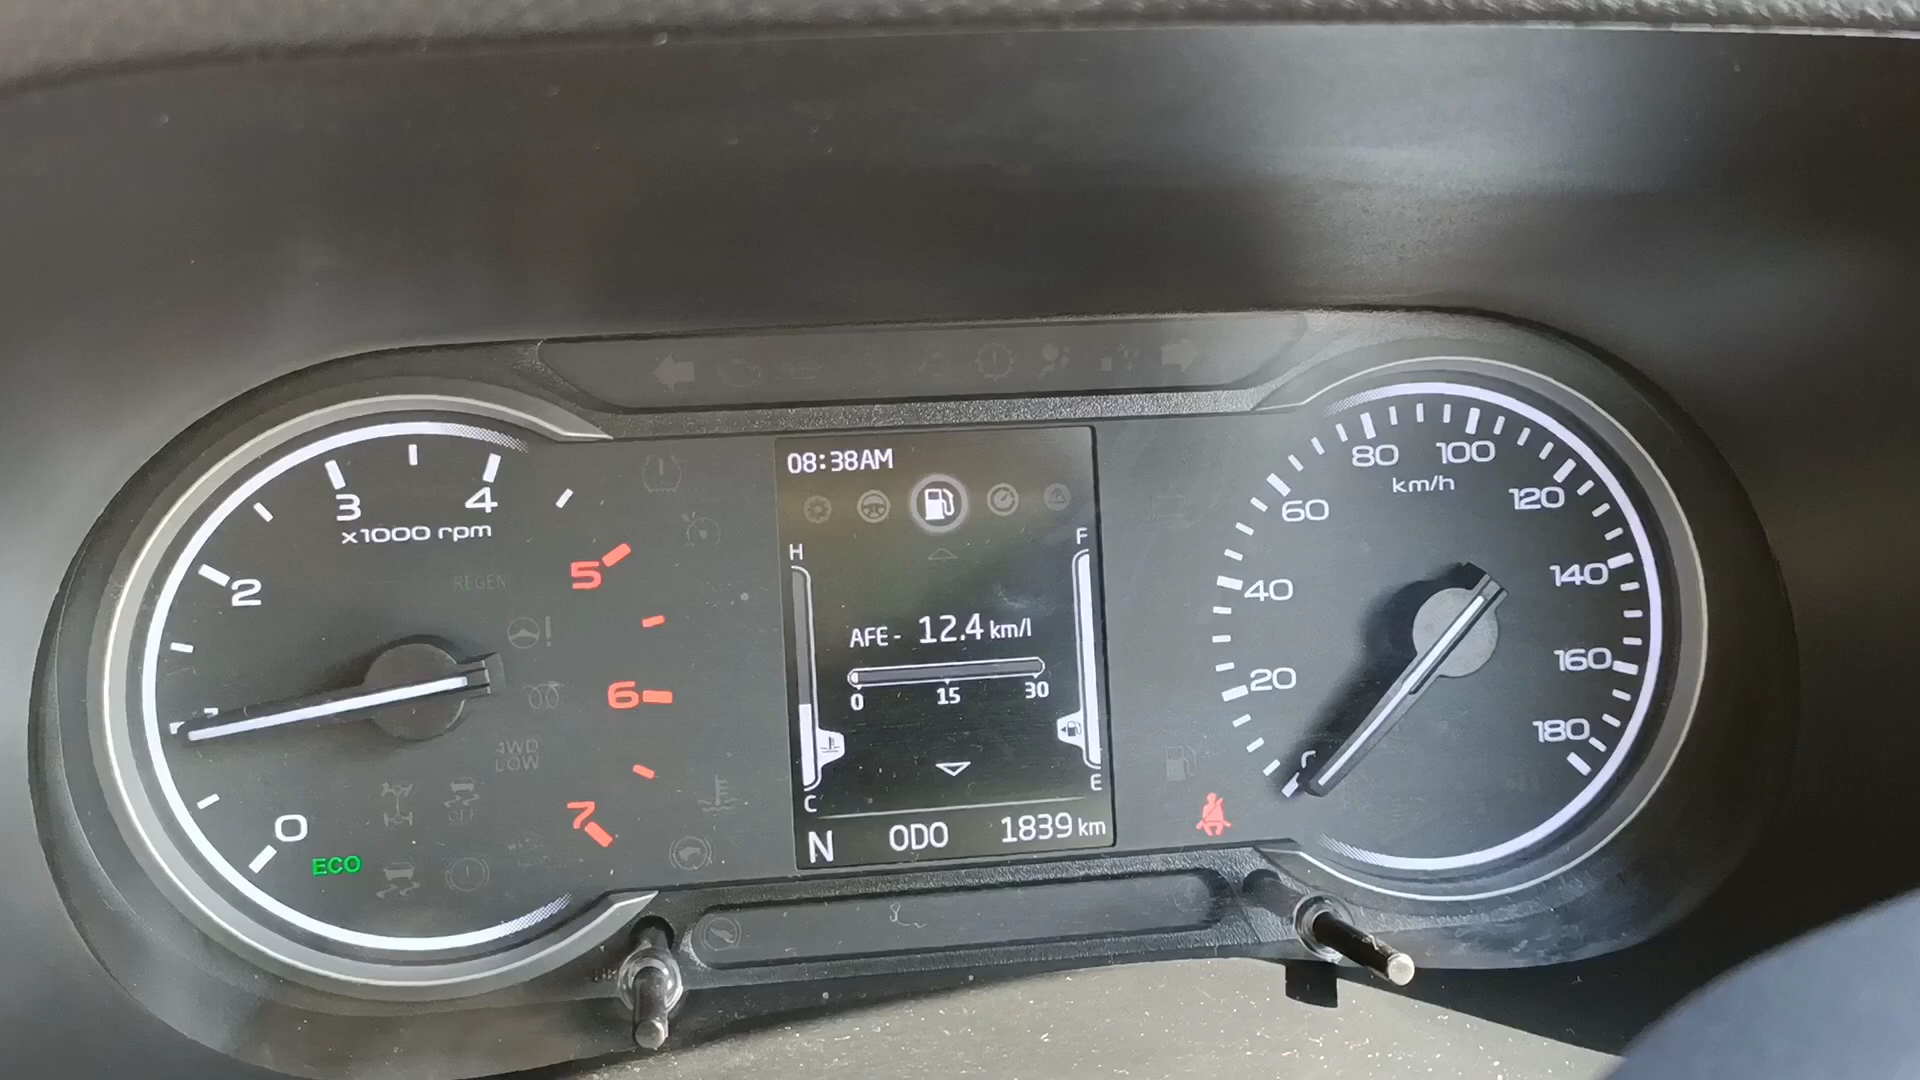 08:38AM
H
F
AFE- 12.4 km/l
0 15 30
C
E
N ODO 1839 km
0
2
3
4
5
6
7
x1000 rpm
REGEN
!
4WD
LOW
OFF
ECO
20
40
60
80
100
120
140
160
180
km/h